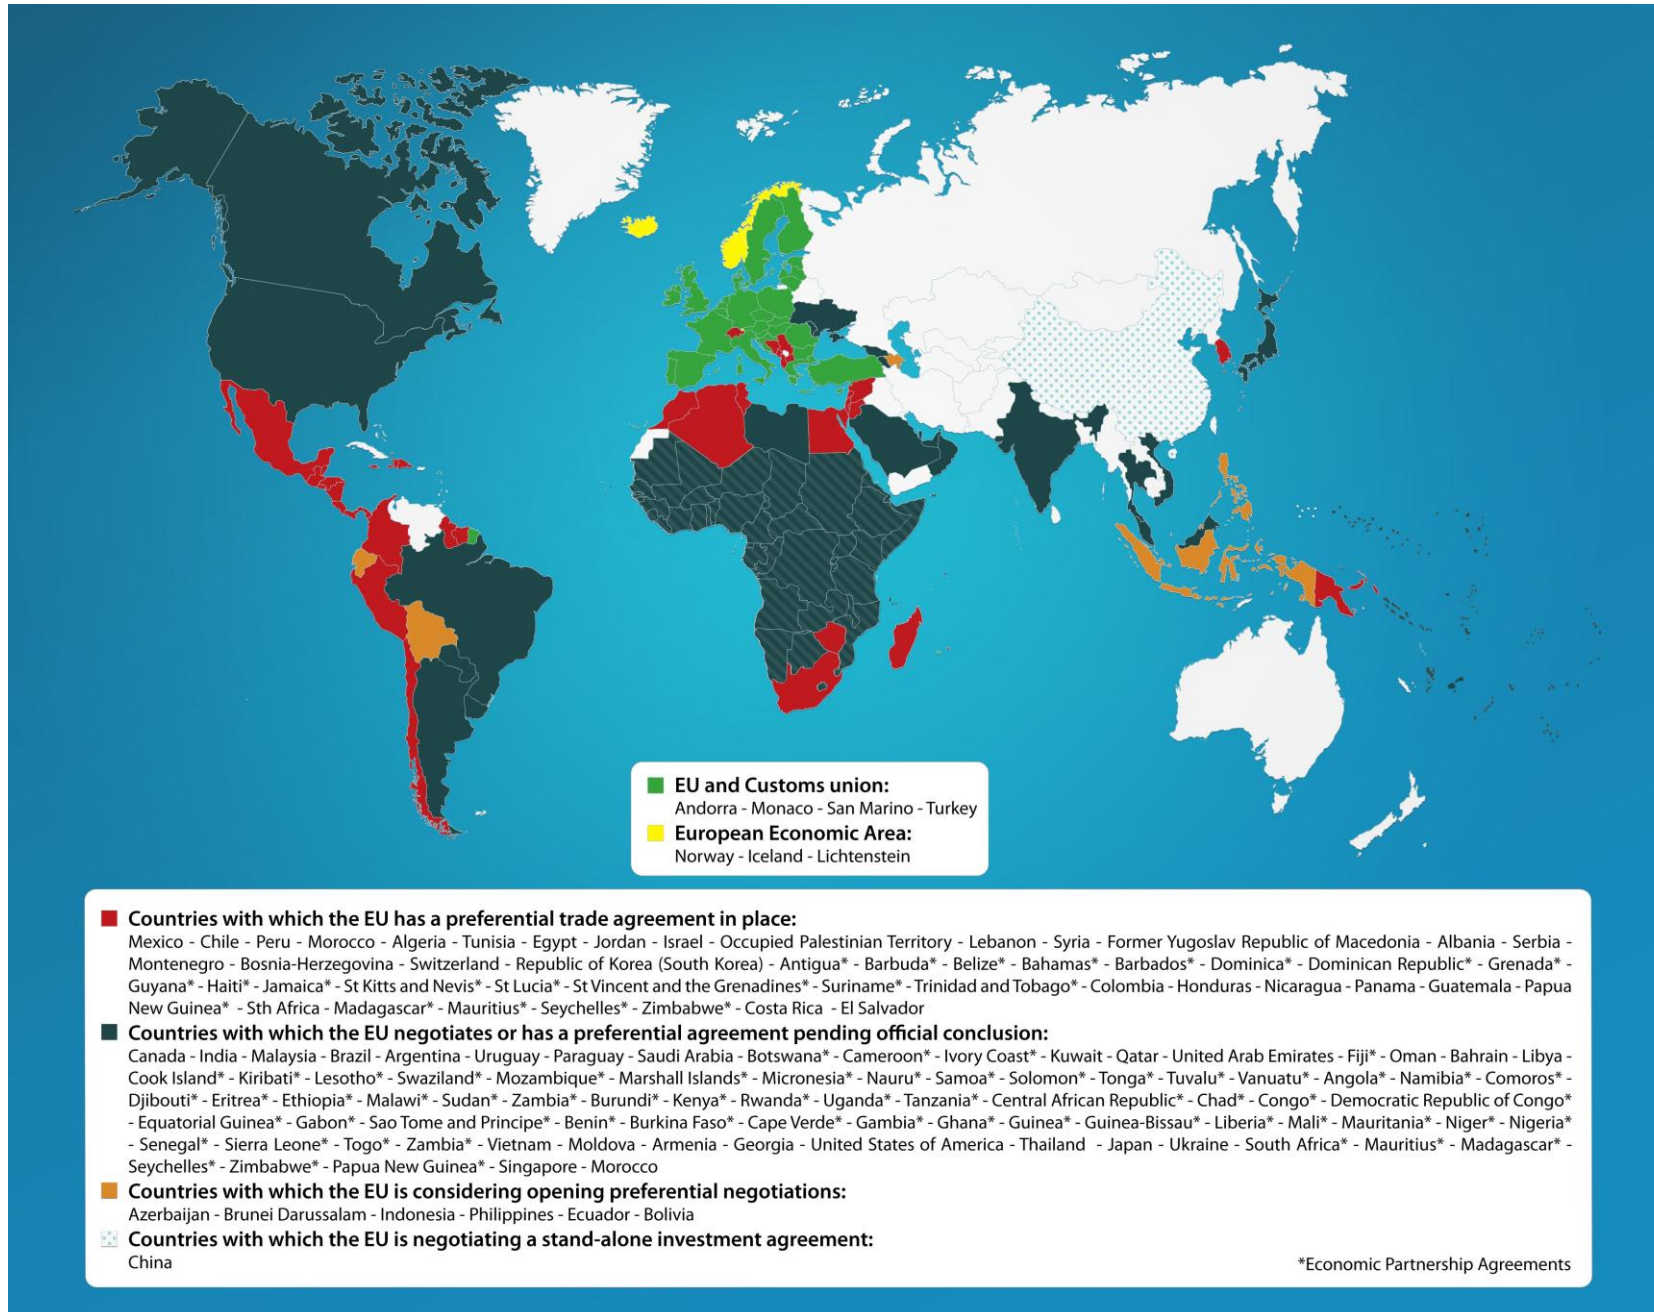 EU and Customs union:
Andorra - Monaco - San Marino - Turkey
European Economic Area:
Norway - Iceland - Lichtenstein
Countries with which the EU has a preferential trade agreement in place:
Mexico - Chile - Peru - Morocco - Algeria - Tunisia - Egypt - Jordan - Israel - Occupied Palestinian Territory - Lebanon - Syria - Former Yugoslav Republic of Macedonia - Albania - Serbia -
Montenegro - Bosnia-Herzegovina - Switzerland - Republic of Korea (South Korea) - Antigua* - Barbuda* - Belize* - Bahamas* - Barbados* - Dominica* - Dominican Republic* - Grenada* -
Guyana* - Haiti* - Jamaica* - St Kitts and Nevis* - St Lucia* - St Vincent and the Grenadines* - Suriname* - Trinidad and Tobago* - Colombia - Honduras - Nicaragua - Panama - Guatemala - Papua
New Guinea* - Sth Africa - Madagascar* - Mauritius* - Seychelles* - Zimbabwe* - Costa Rica - El Salvador
Countries with which the EU negotiates or has a preferential agreement pending official conclusion:
Canada - India - Malaysia - Brazil - Argentina - Uruguay - Paraguay - Saudi Arabia - Botswana* - Cameroon* - Ivory Coast* - Kuwait - Qatar - United Arab Emirates - Fiji* - Oman - Bahrain - Libya -
Cook Island* - Kiribati* - Lesotho* - Swaziland* - Mozambique* - Marshall Islands* - Micronesia* - Nauru* - Samoa* - Solomon* - Tonga* - Tuvalu* - Vanuatu* - Angola* - Namibia* - Comoros* -
Djibouti* - Eritrea* - Ethiopia* - Malawi* - Sudan* - Zambia* - Burundi* - Kenya* - Rwanda* - Uganda* - Tanzania* - Central African Republic* - Chad* - Congo* - Democratic Republic of Congo*
- Equatorial Guinea* - Gabon* - Sao Tome and Principe* - Benin* - Burkina Faso* - Cape Verde* - Gambia* - Ghana* - Guinea* - Guinea-Bissau* - Liberia* - Mali* - Mauritania* - Niger* - Nigeria*
- Senegal* - Sierra Leone* - Togo* - Zambia* - Vietnam - Moldova - Armenia - Georgia - United States of America - Thailand - Japan - Ukraine - South Africa* - Mauritius* - Madagascar* -
Seychelles* - Zimbabwe* - Papua New Guinea* - Singapore - Morocco
Countries with which the EU is considering opening preferential negotiations:
Azerbaijan - Brunei Darussalam - Indonesia - Philippines - Ecuador - Bolivia
Countries with which the EU is negotiating a stand-alone investment agreement:
China
*Economic Partnership Agreements